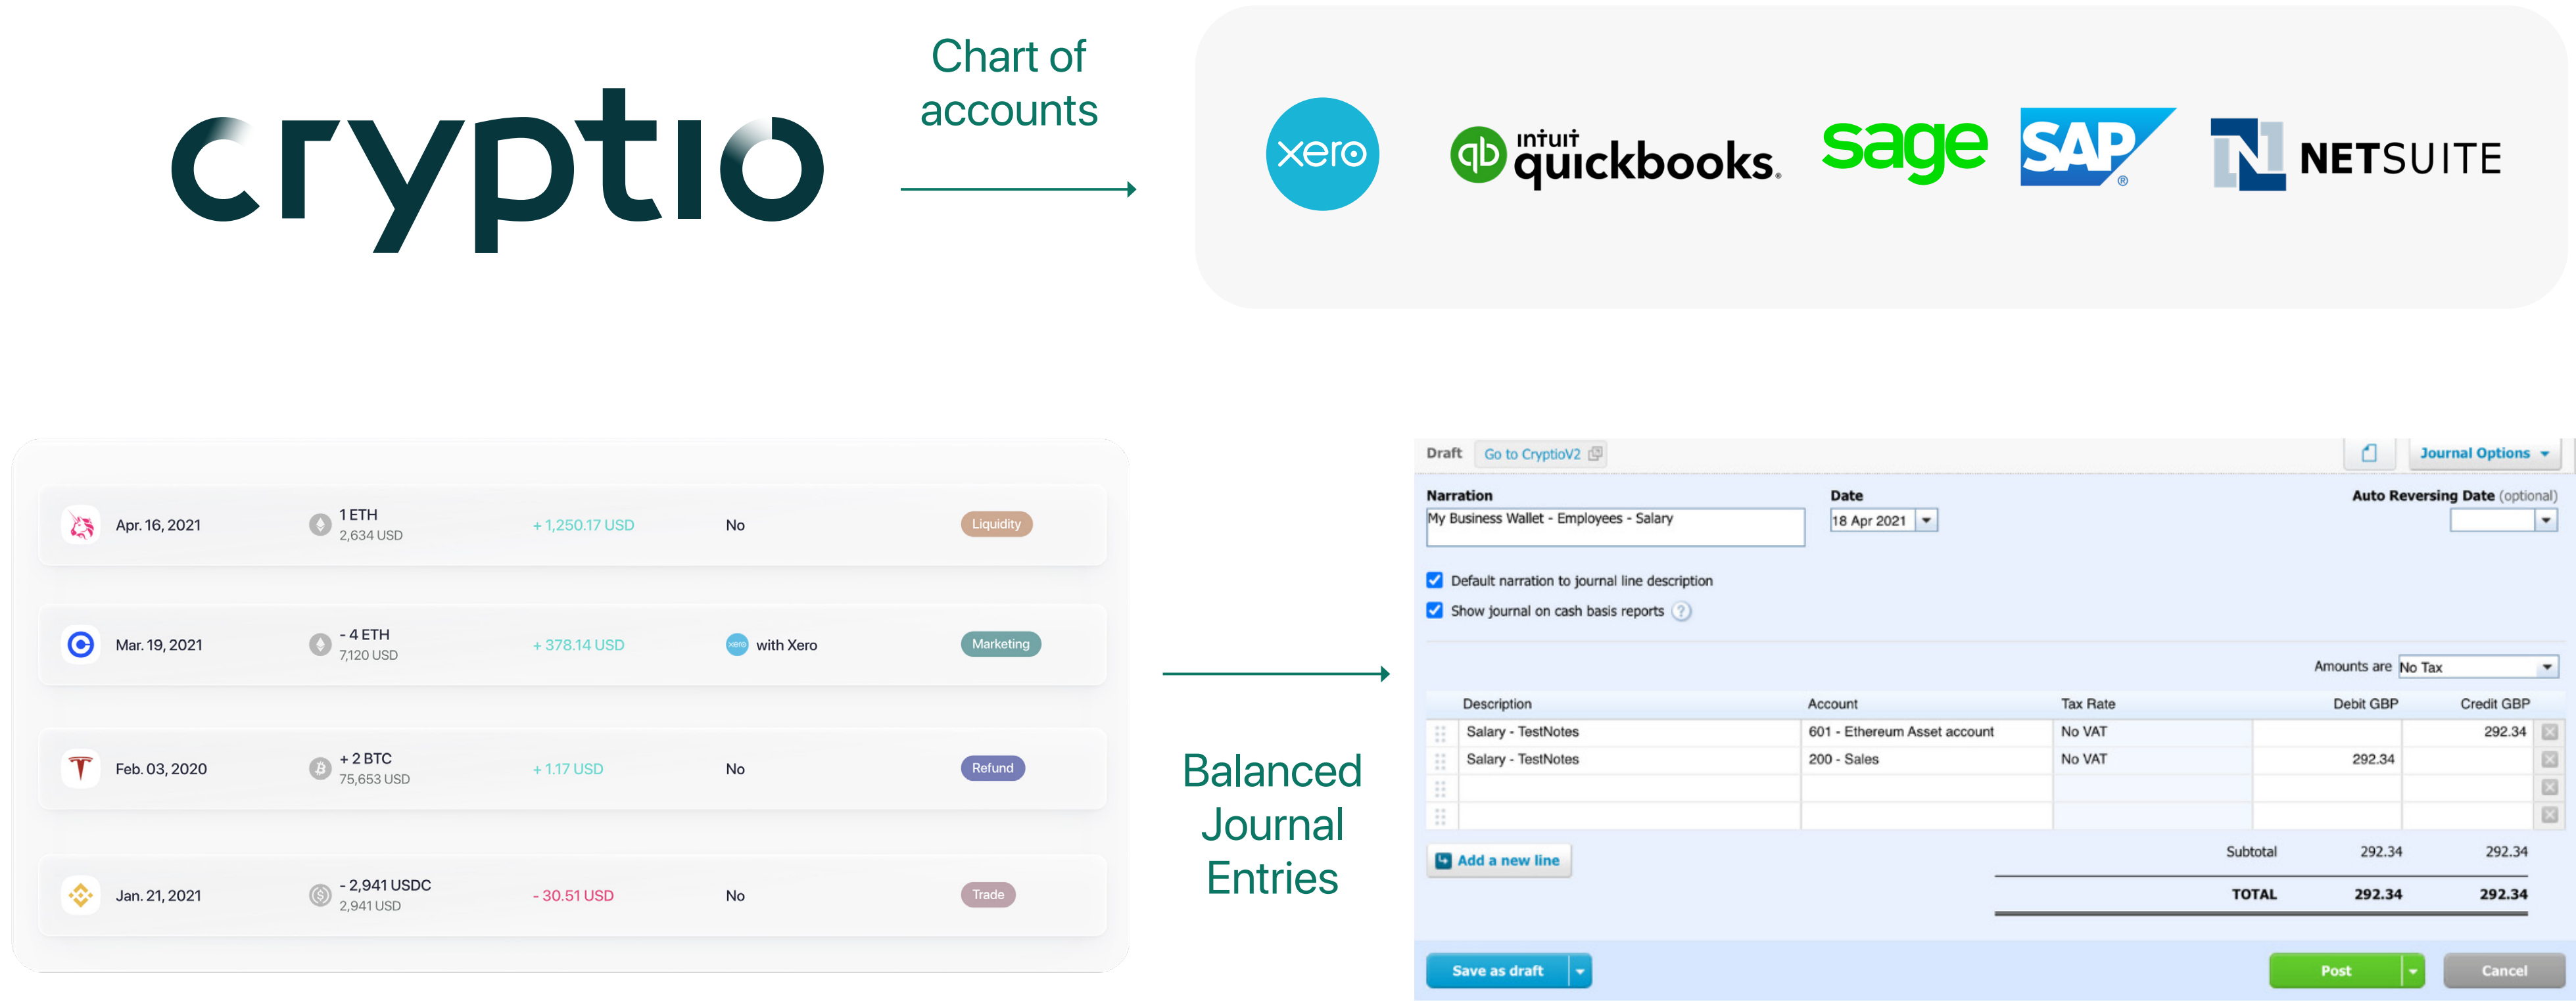 cryptio
Chart of
accounts
xero
intuit
quickbooks.
sage
SAP®
NETSUITE
Apr. 16, 2021
1 ETH
2,634 USD
+ 1,250.17 USD
No
Liquidity
Mar. 19, 2021
- 4 ETH
7,120 USD
+ 378.14 USD
xero with Xero
Marketing
Feb. 03, 2020
+ 2 BTC
75,653 USD
+ 1.17 USD
No
Refund
Jan. 21, 2021
- 2,941 USDC
2,941 USD
- 30.51 USD
No
Trade
Balanced
Journal
Entries
Draft Go to CryptioV2 Journal Options
Narration Date Auto Reversing Date (optional)
My Business Wallet - Employees - Salary 18 Apr 2021
Default narration to journal line description
Show journal on cash basis reports ?
Amounts are No Tax
Description Account Tax Rate Debit GBP Credit GBP
Salary - TestNotes 601 - Ethereum Asset account No VAT 292.34
Salary - TestNotes 200 - Sales No VAT 292.34
Subtotal 292.34 292.34
Add a new line
TOTAL 292.34 292.34
Save as draft Post Cancel